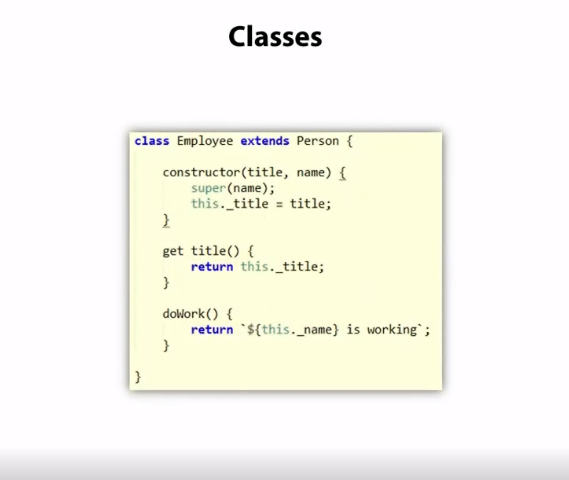 Classes
class Employee extends Person {
constructor(title, name) {
super(name);
this._title = title;
}
get title() {
return this._title;
}
doWork() {
return `${this._name} is working`;
}
}